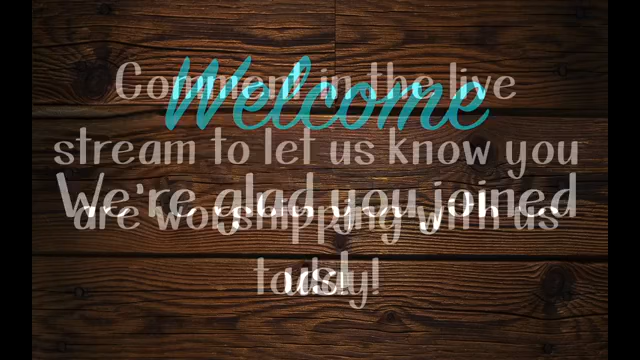 Welcome
We're glad you joined
us!
Comment in the live
stream to let us know you
are worshipping with us
today!